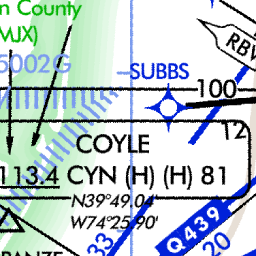 n County
MJX)
5002G
SUBBS
RBV
100
12
COYLE
113.4 CYN (H) (H) 81
N39°49.04'
W74°25.90'
Q439
33
20